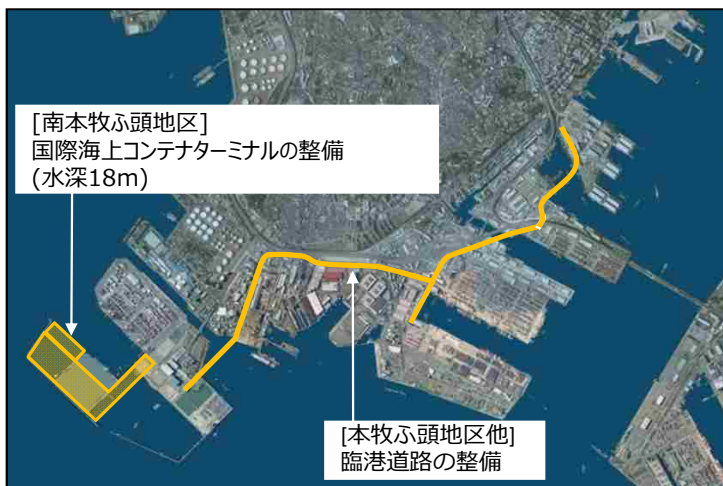 [南本牧ふ頭地区]
国際海上コンテナターミナルの整備
(水深18m)
[本牧ふ頭地区他]
臨港道路の整備